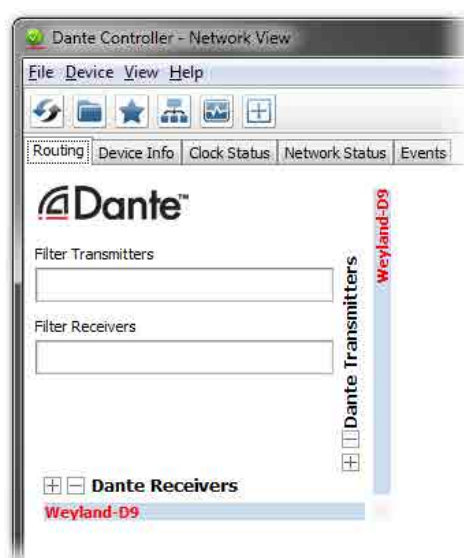 Dante Controller - Network View
File Device View Help
Routing Device Info Clock Status Network Status Events
Dante™
Filter Transmitters
Filter Receivers
Weyland-D9
Dante Transmitters
Dante Receivers
Weyland-D9